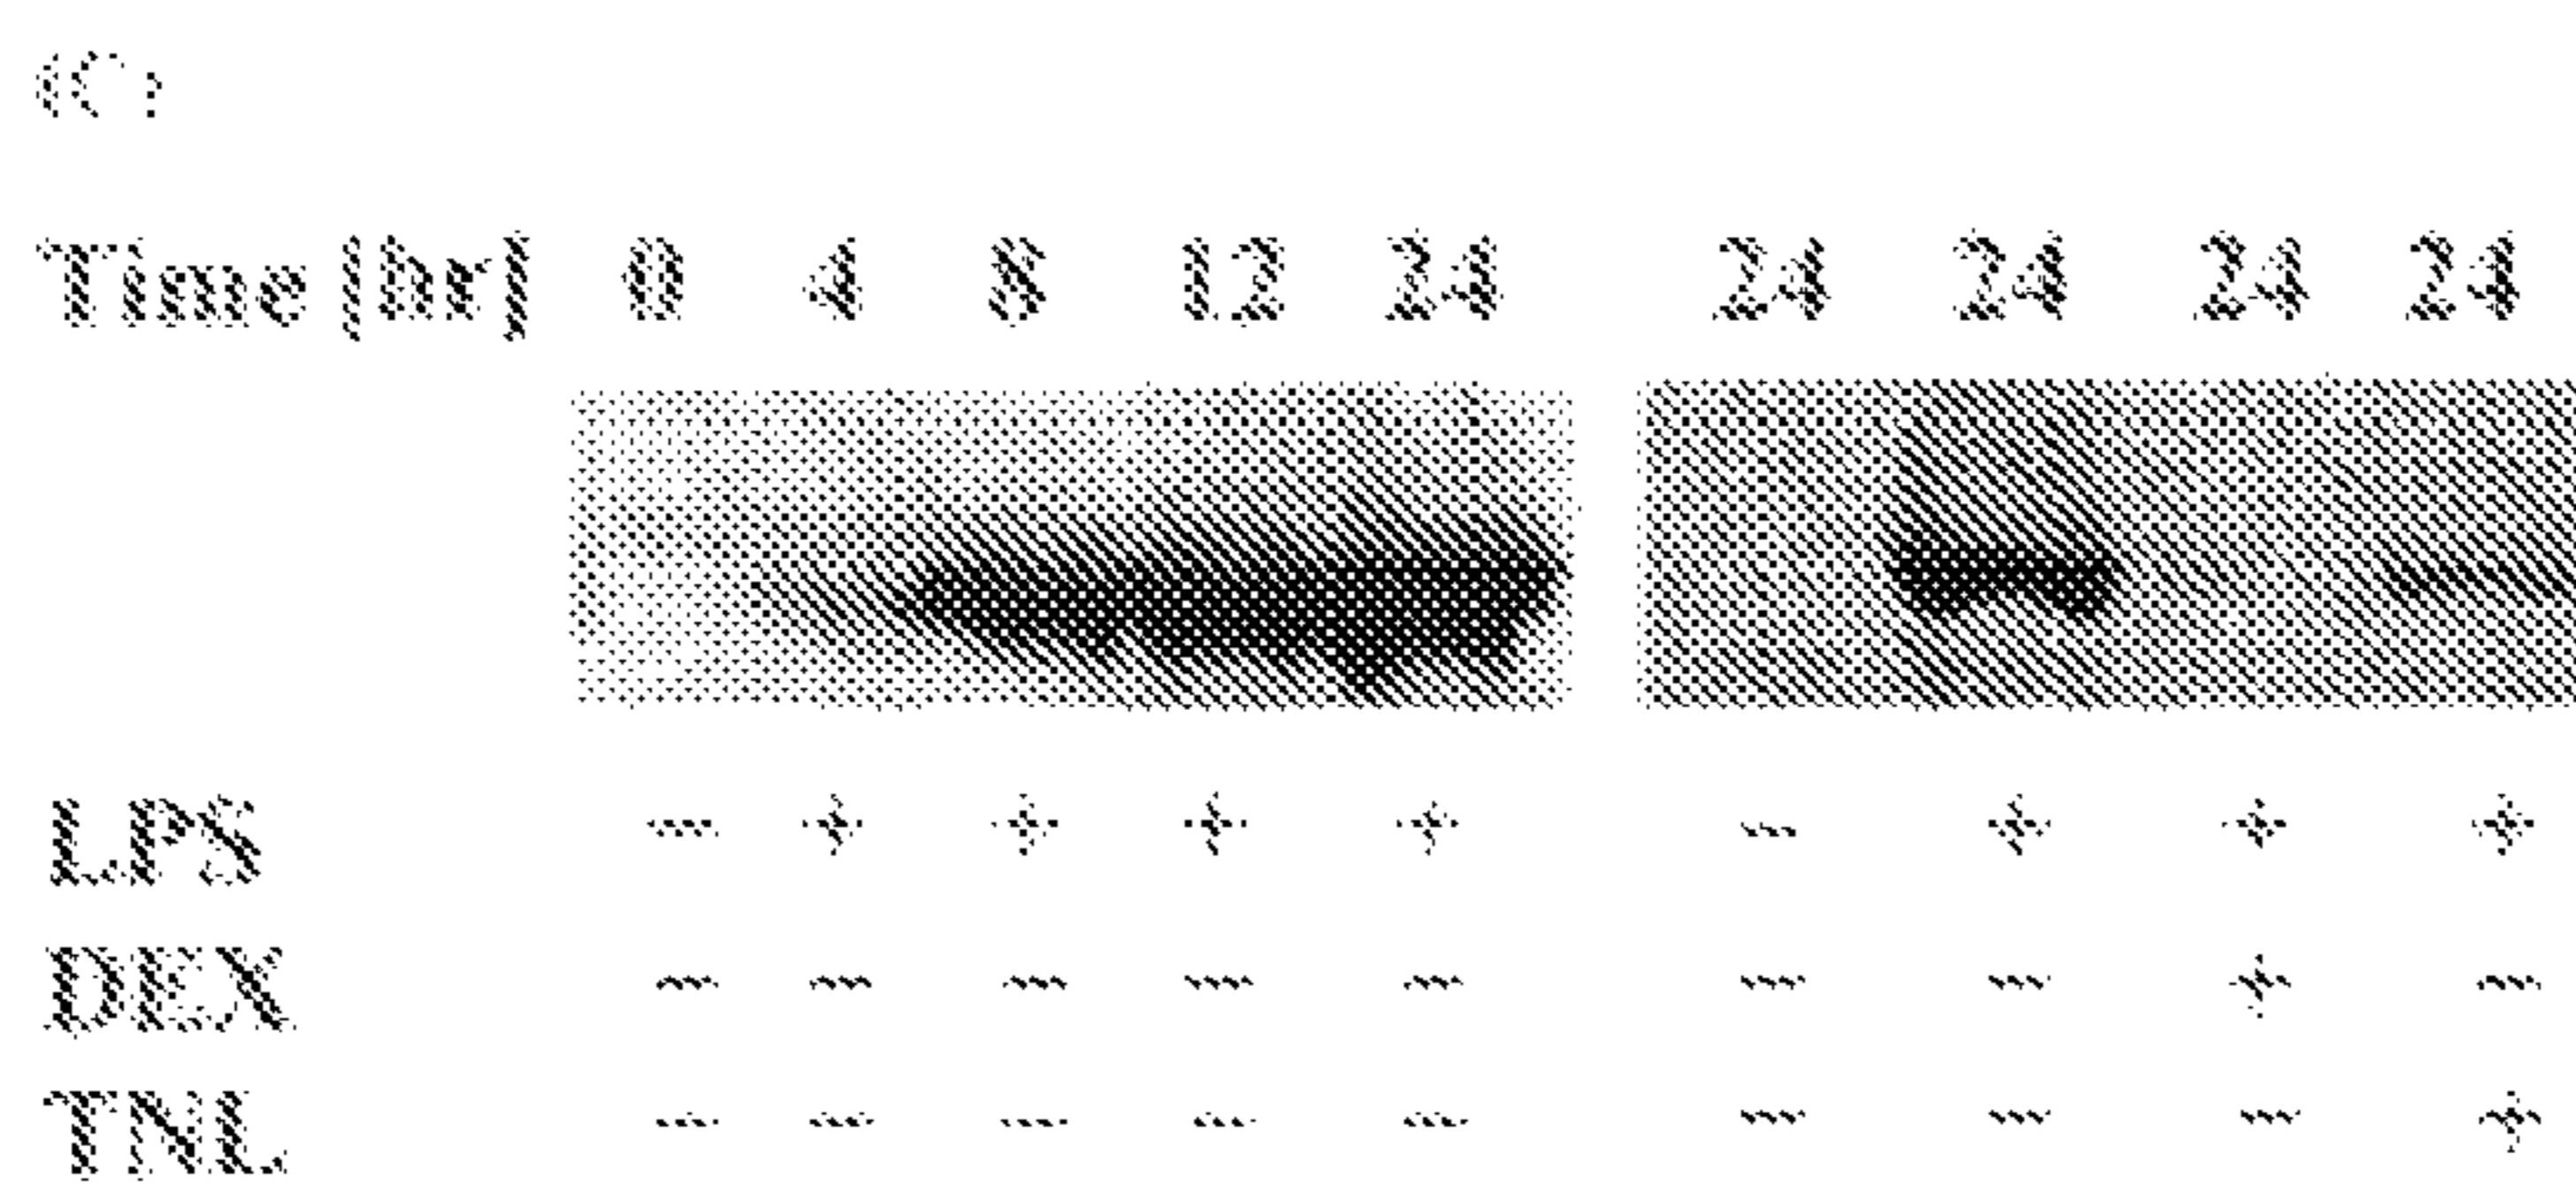 (C)
Time [hr] 0 4 8 12 24 24 24 24 24
LPS - + + + + - + + +
DEX - - - - - - - + -
TNL - - - - - - - - +